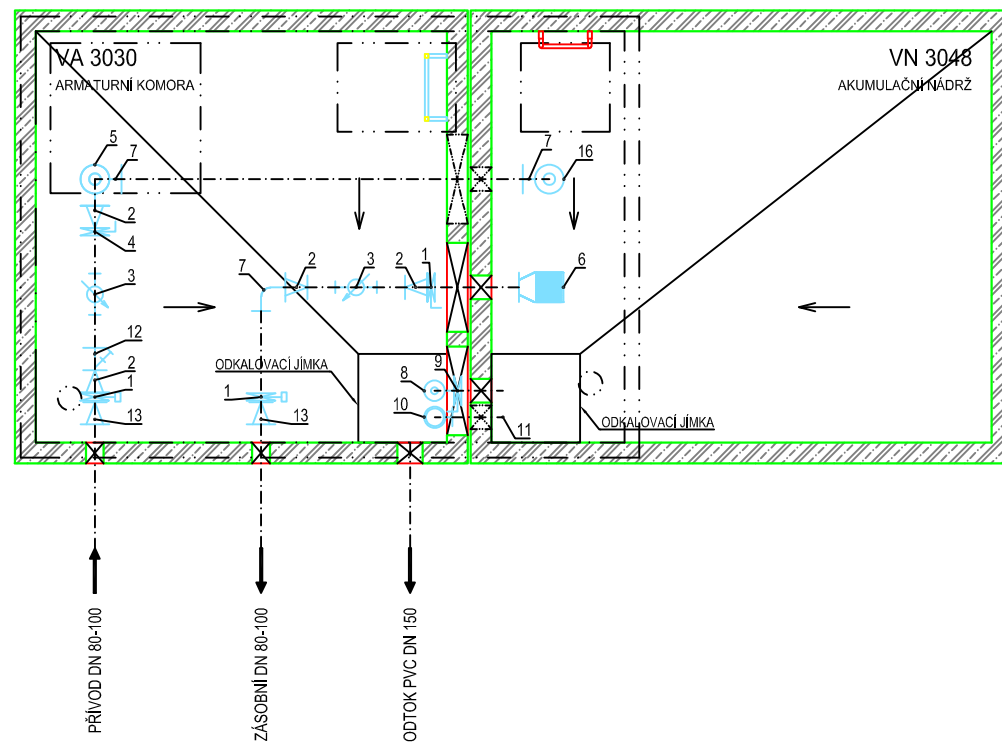 VA 3030
ARMATURNÍ KOMORA
VN 3048
AKUMULAČNÍ NÁDRŽ
5
7
7
16
2
4
3
7
2
3
2
1
6
12
2
1
13
1
13
ODKALOVACÍ JÍMKA
8
9
10
11
ODKALOVACÍ JÍMKA
PŘÍVOD DN 80-100
ZÁSOBNÍ DN 80-100
ODTOK PVC DN 150